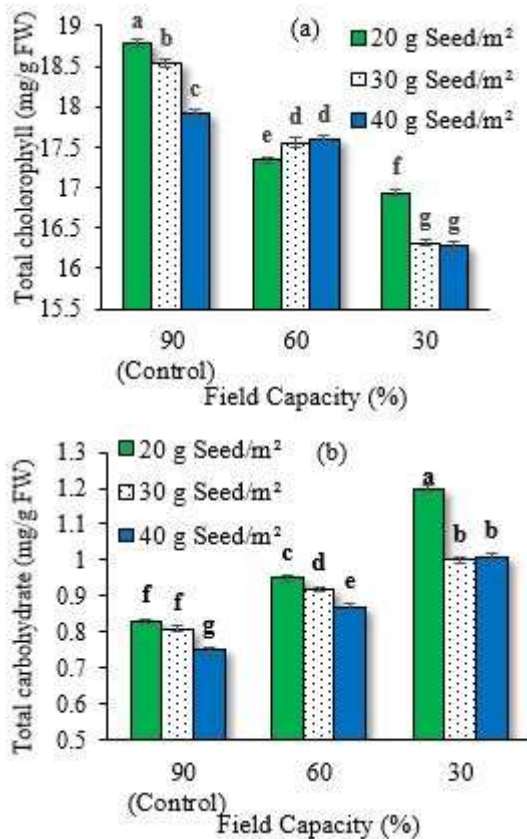 (a)
20 g Seed/m²
30 g Seed/m²
40 g Seed/m²
Total cholorophyll (mg/g FW)
19
18.5
18
17.5
17
16.5
16
15.5
a
b
c
e
d
d
f
g
g
90
(Control)
60
30
Field Capacity (%)
(b)
20 g Seed/m²
30 g Seed/m²
40 g Seed/m²
Total carbohydrate (mg/g FW)
1.3
1.2
1.1
1
0.9
0.8
0.7
0.6
0.5
f
f
g
c
d
e
a
b
b
90
(Control)
60
30
Field Capacity (%)